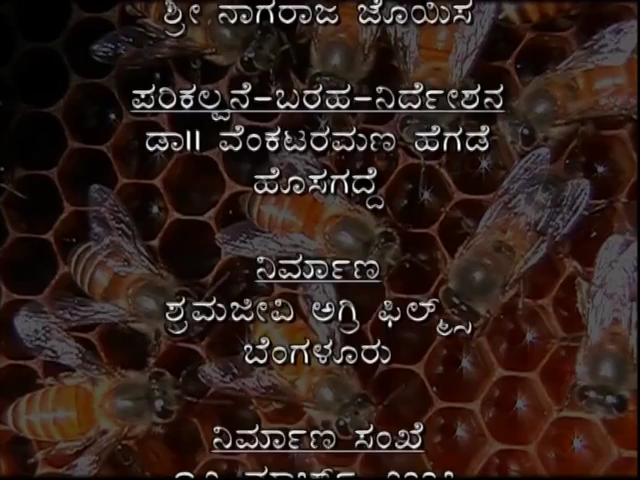 ಶ್ರೀ ನಾಗರಾಜ ಜೊಯಿಸ
ಪರಿಕಲ್ಪನೆ-ಬರಹ-ನಿರ್ದೇಶನ
ಡಾ॥ ವೆಂಕಟರಮಣ ಹೆಗಡೆ
ಹೊಸಗದ್ದೆ
ನಿರ್ಮಾಣ
ಶ್ರಮಜೀವಿ ಅಗ್ರಿ ಫಿಲ್ಮ್ಸ್
ಬೆಂಗಳೂರು
ನಿರ್ಮಾಣ ಸಂಖೆ